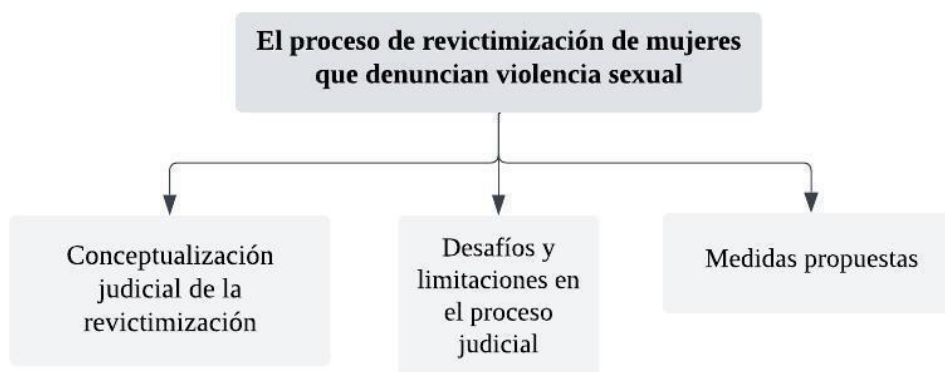 El proceso de revictimización de mujeres
que denuncian violencia sexual
Conceptualización
judicial de la
revictimización
Desafíos y
limitaciones en
el proceso
judicial
Medidas propuestas